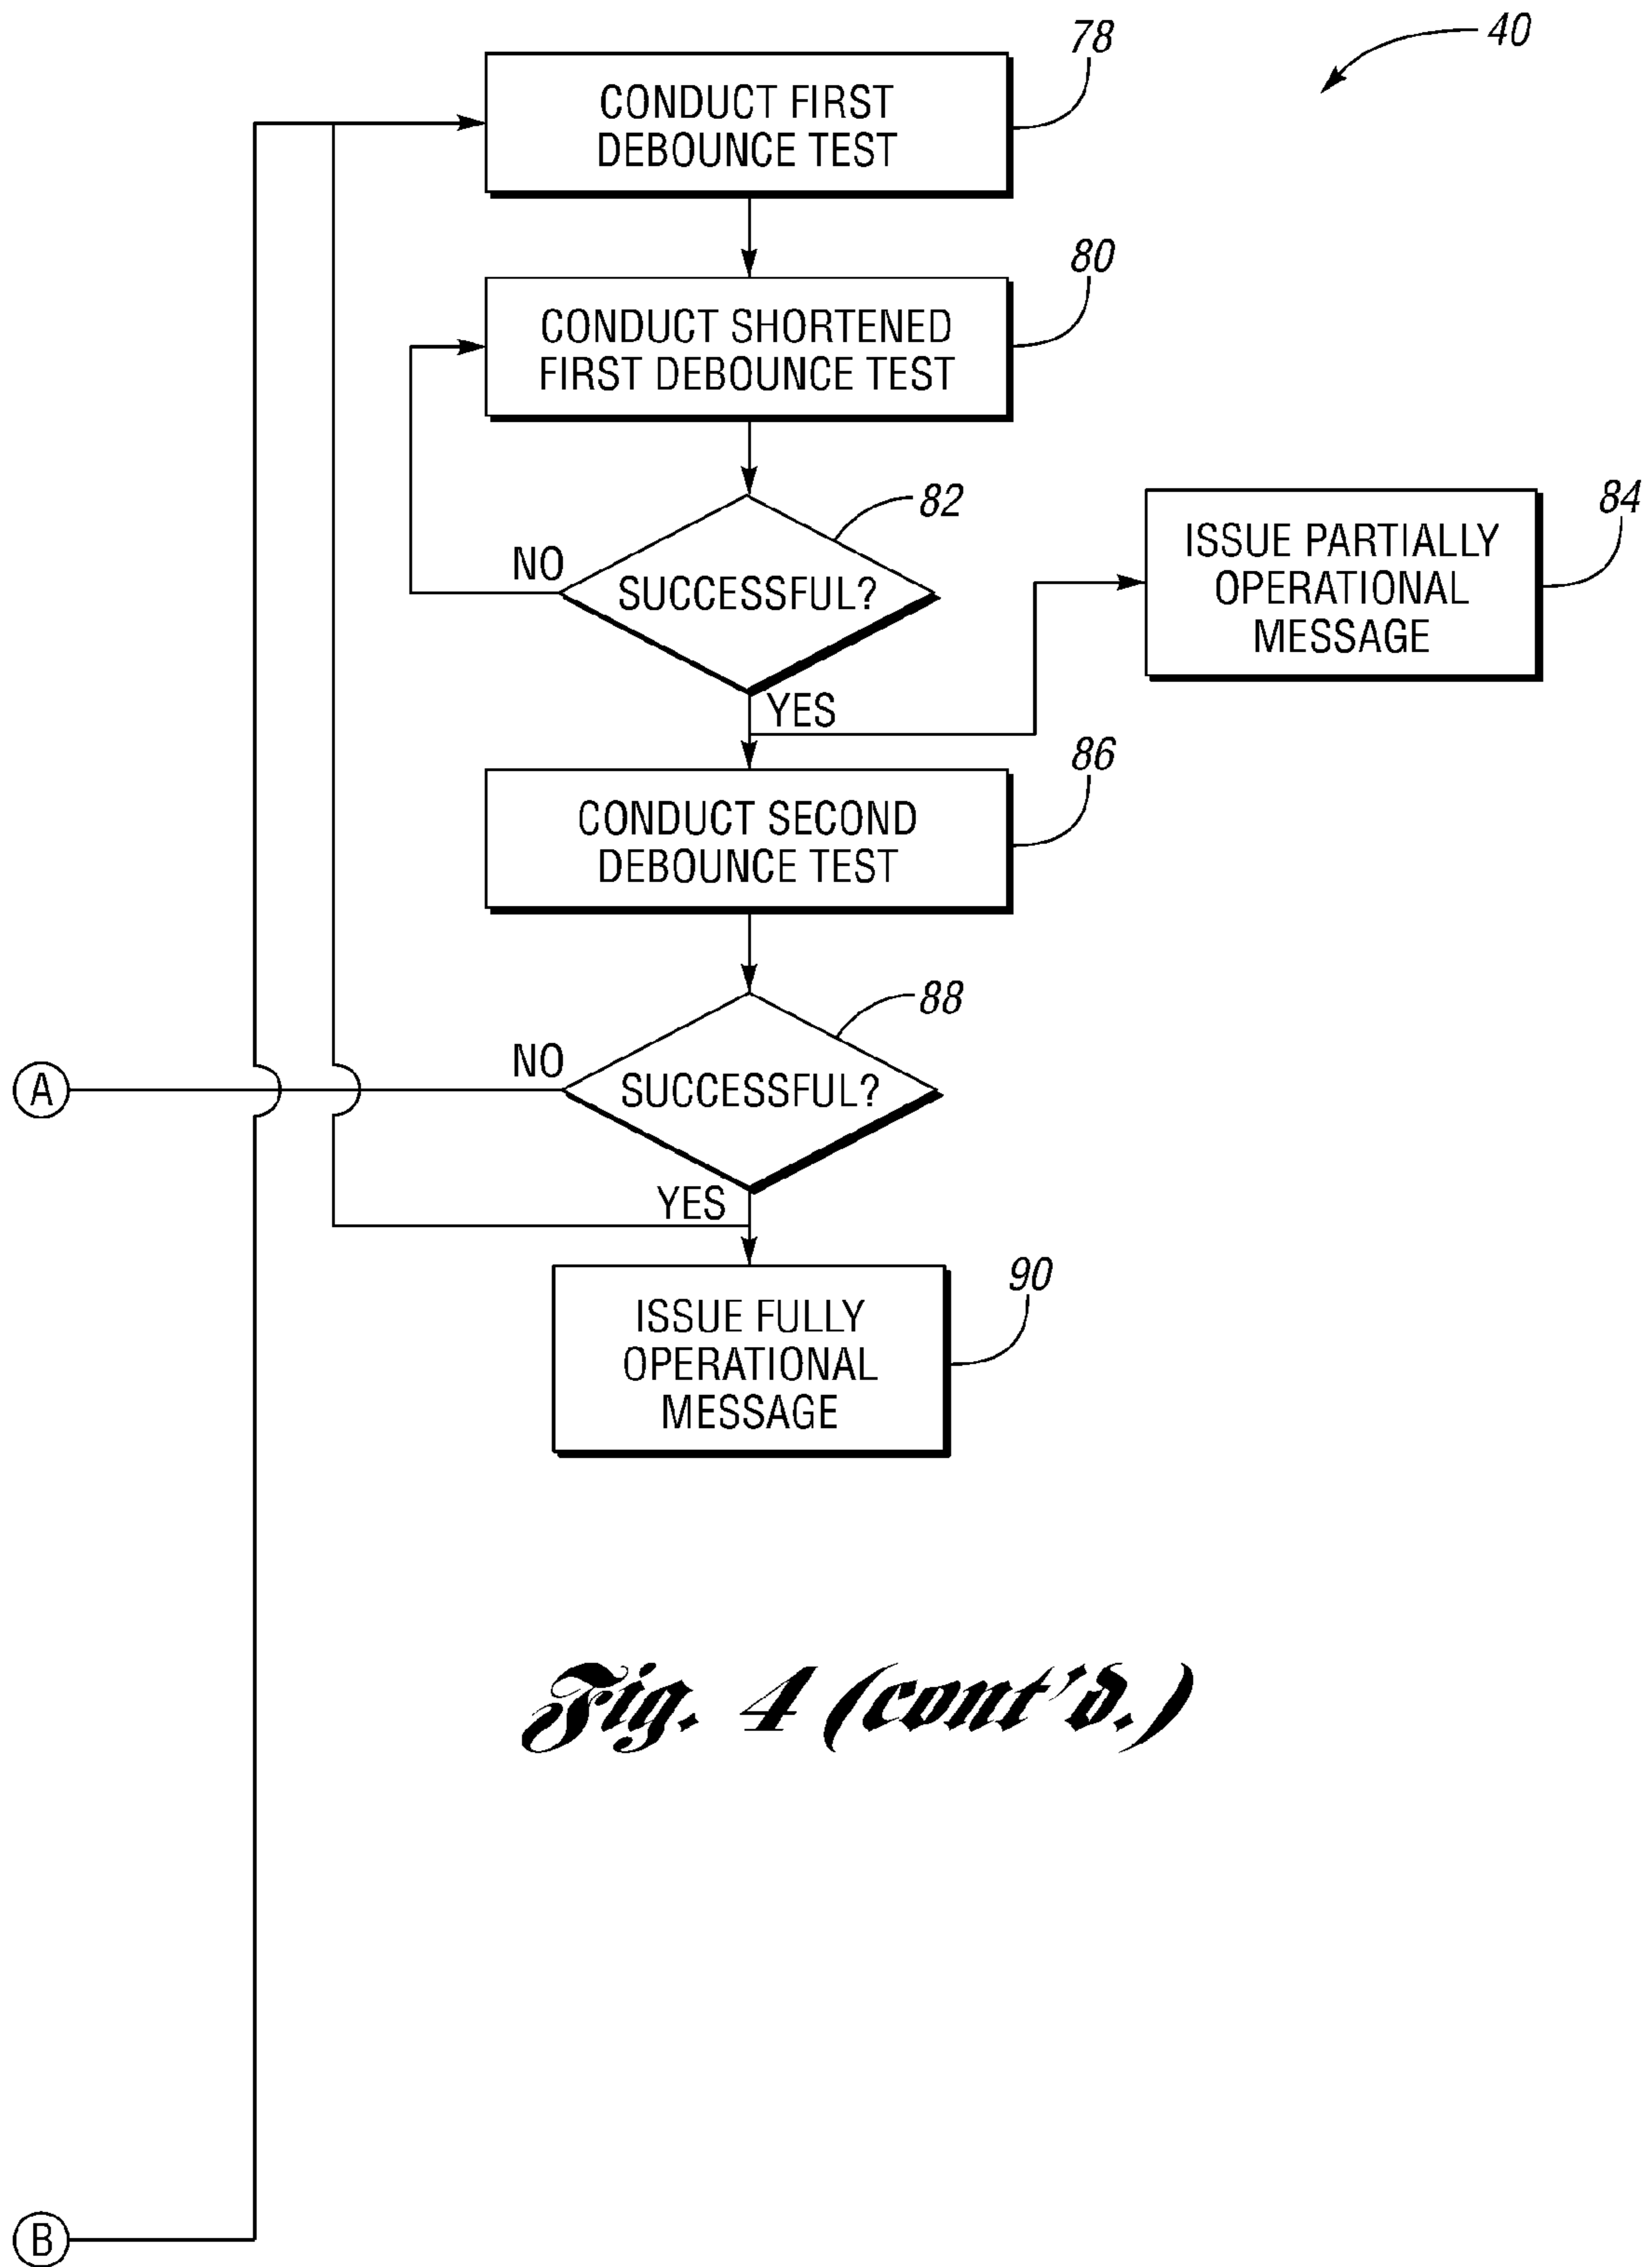 40
78
CONDUCT FIRST
DEBOUNCE TEST
80
CONDUCT SHORTENED
FIRST DEBOUNCE TEST
82
NO
SUCCESSFUL?
YES
84
ISSUE PARTIALLY
OPERATIONAL
MESSAGE
86
CONDUCT SECOND
DEBOUNCE TEST
88
A
NO
SUCCESSFUL?
YES
90
ISSUE FULLY
OPERATIONAL
MESSAGE
Fig. 4 (cont'd.)
B